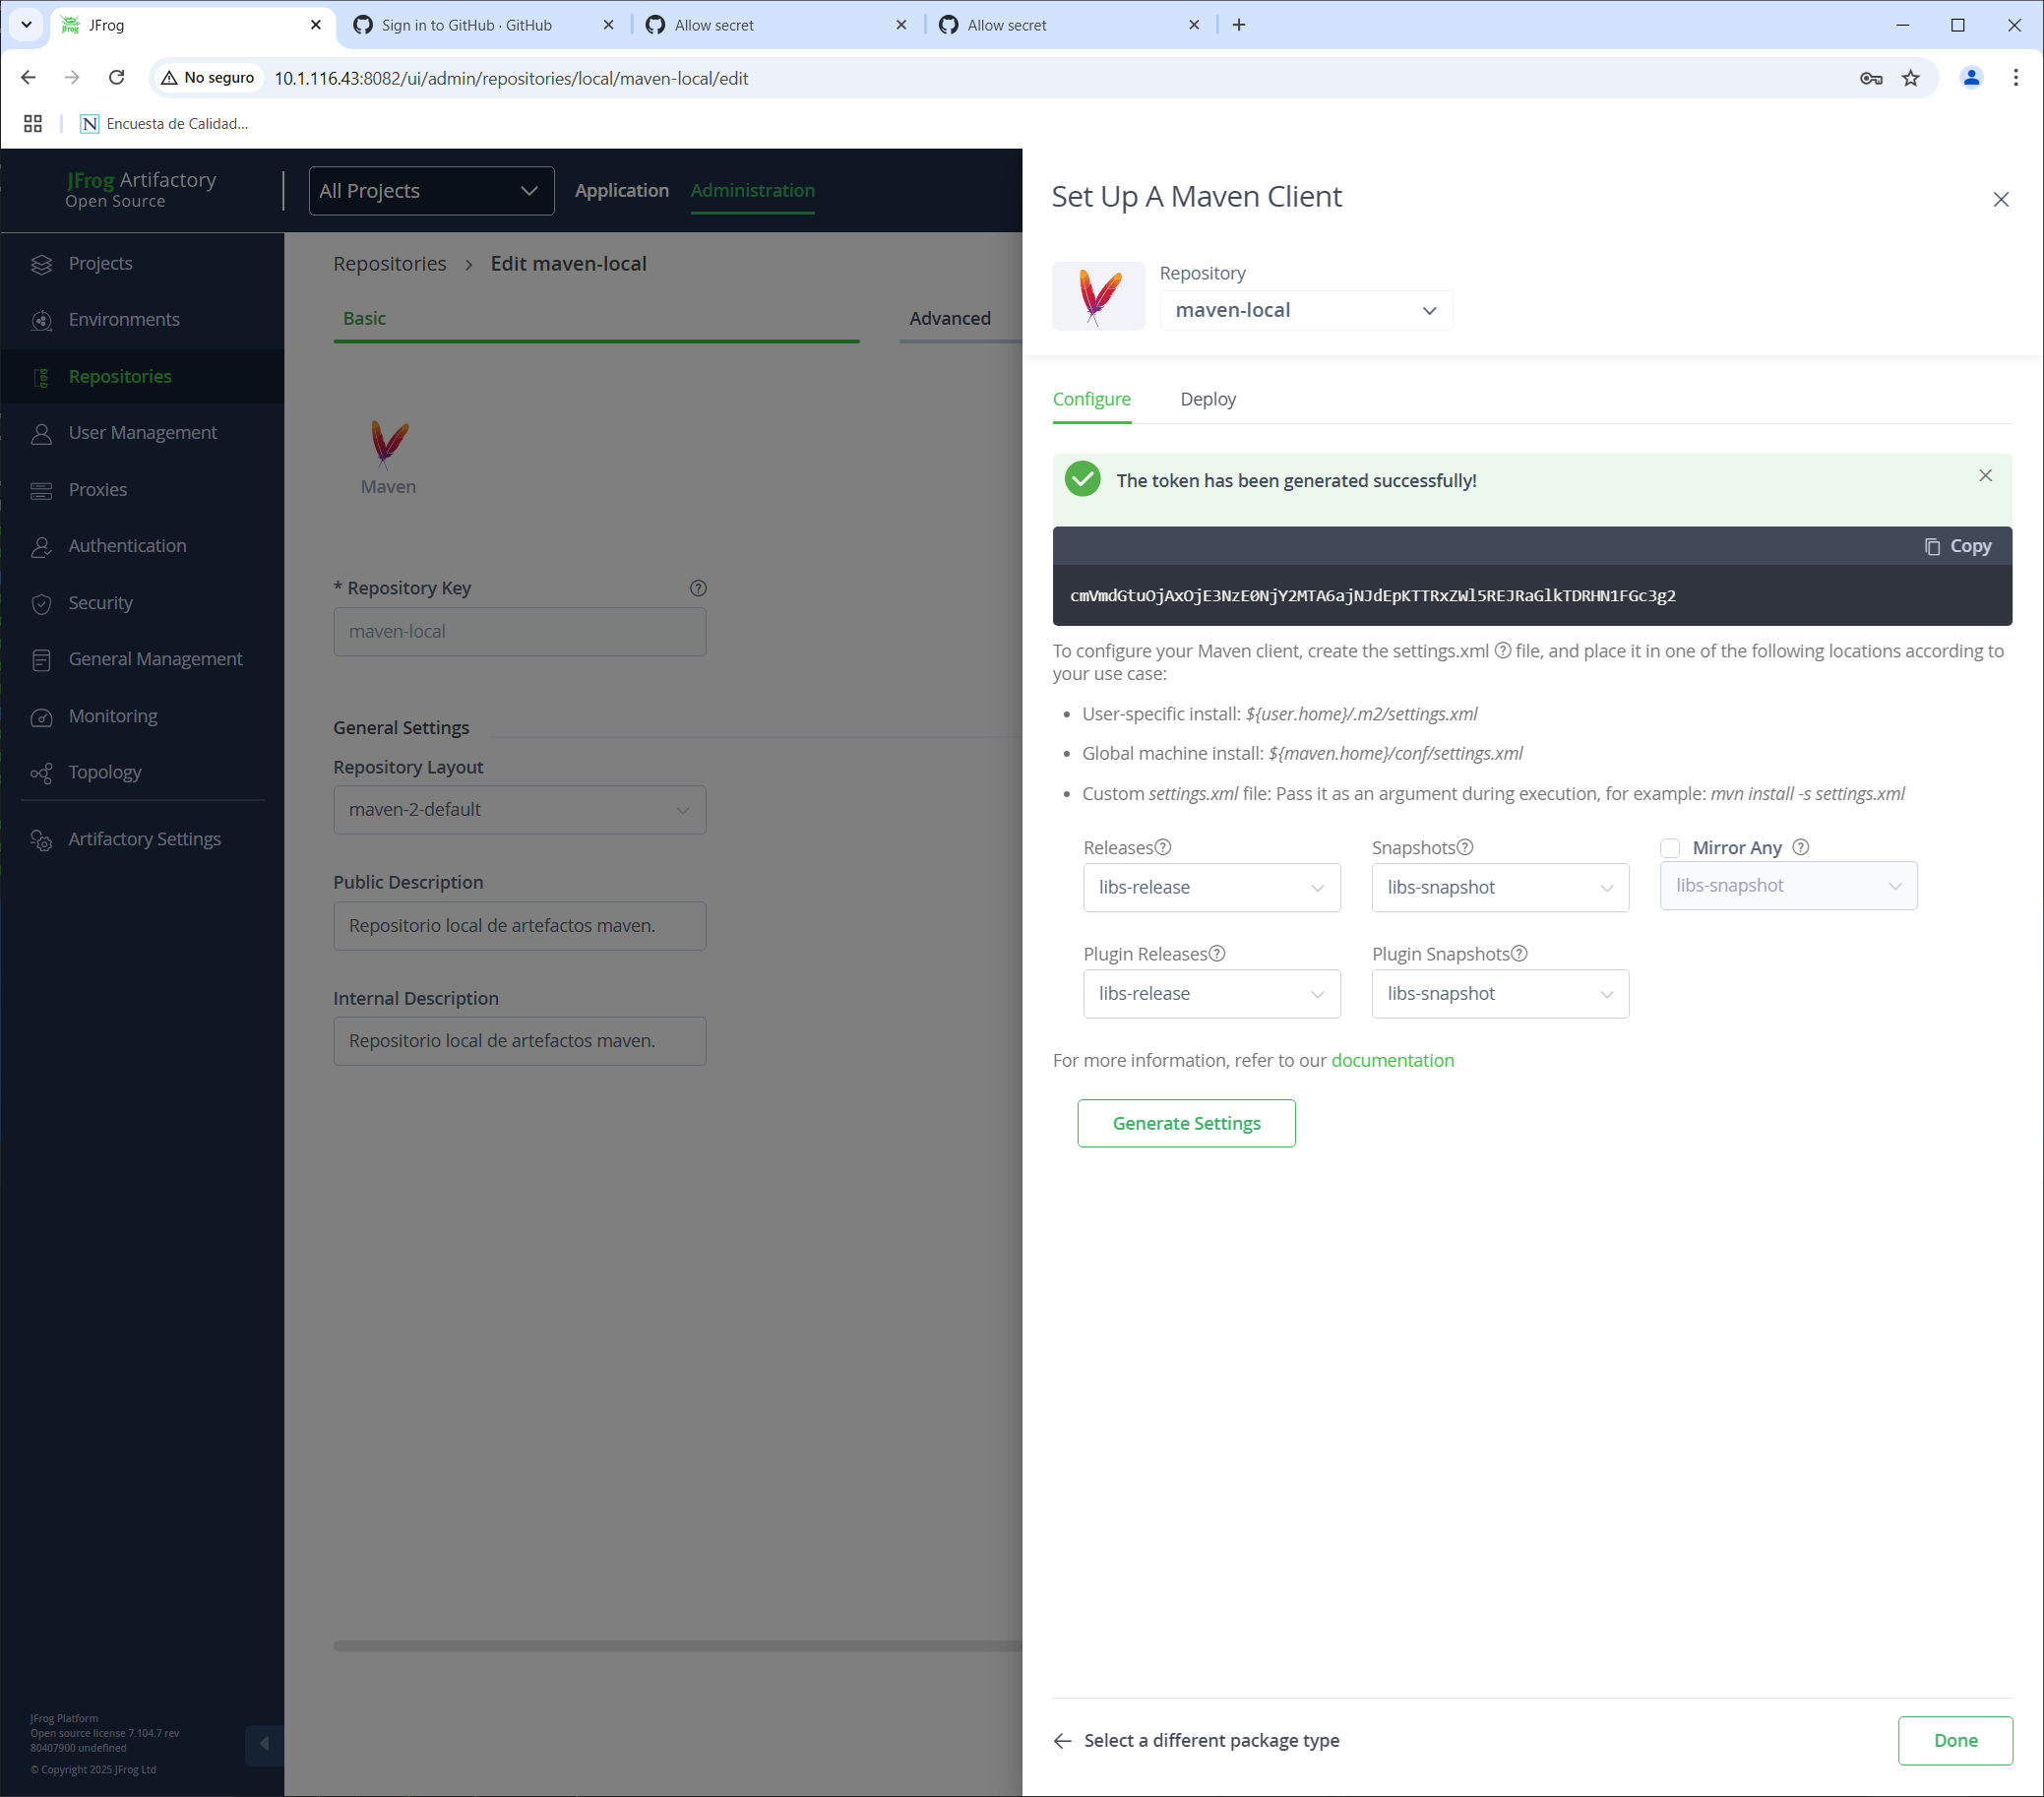 JFrog
Sign in to GitHub · GitHub
Allow secret
Allow secret
No seguro
10.1.116.43:8082/ui/admin/repositories/local/maven-local/edit
Encuesta de Calidad...
JFrog Artifactory
Open Source
All Projects
Application
Administration
Projects
Environments
Repositories
User Management
Proxies
Authentication
Security
General Management
Monitoring
Topology
Artifactory Settings
JFrog Platform
Open source license 7.104.7 rev
80407900 undefined
© Copyright 2025 JFrog Ltd
Repositories > Edit maven-local
Basic
Advanced
Maven
* Repository Key
maven-local
General Settings
Repository Layout
maven-2-default
Public Description
Repositorio local de artefactos maven.
Internal Description
Repositorio local de artefactos maven.
Set Up A Maven Client
Repository
maven-local
Configure
Deploy
The token has been generated successfully!
Copy
cmVmdGtuOjAxOjE3NzE0NjY2MTA6ajNJdEpKTTRxZWl5REJRaGlkTDRHN1FGc3g2
To configure your Maven client, create the settings.xml file, and place it in one of the following locations according to
your use case:
• User-specific install: ${user.home}/.m2/settings.xml
• Global machine install: ${maven.home}/conf/settings.xml
• Custom settings.xml file: Pass it as an argument during execution, for example: mvn install -s settings.xml
Releases
Snapshots
Mirror Any
libs-release
libs-snapshot
libs-snapshot
Plugin Releases
Plugin Snapshots
libs-release
libs-snapshot
For more information, refer to our documentation
Generate Settings
Select a different package type
Done